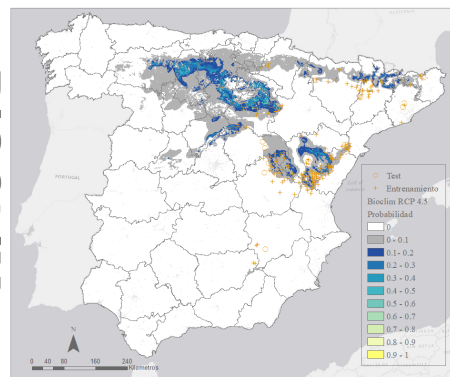 PORTUGAL
Test
Entrenamiento
Bioclim RCP 4.5
Probabilidad
0
0 - 0.1
0.1 - 0.2
0.2 - 0.3
0.3 - 0.4
0.4 - 0.5
0.5 - 0.6
0.6 - 0.7
0.7 - 0.8
0.8 - 0.9
0.9 - 1
N
0 40 80 160 240
Kilometros